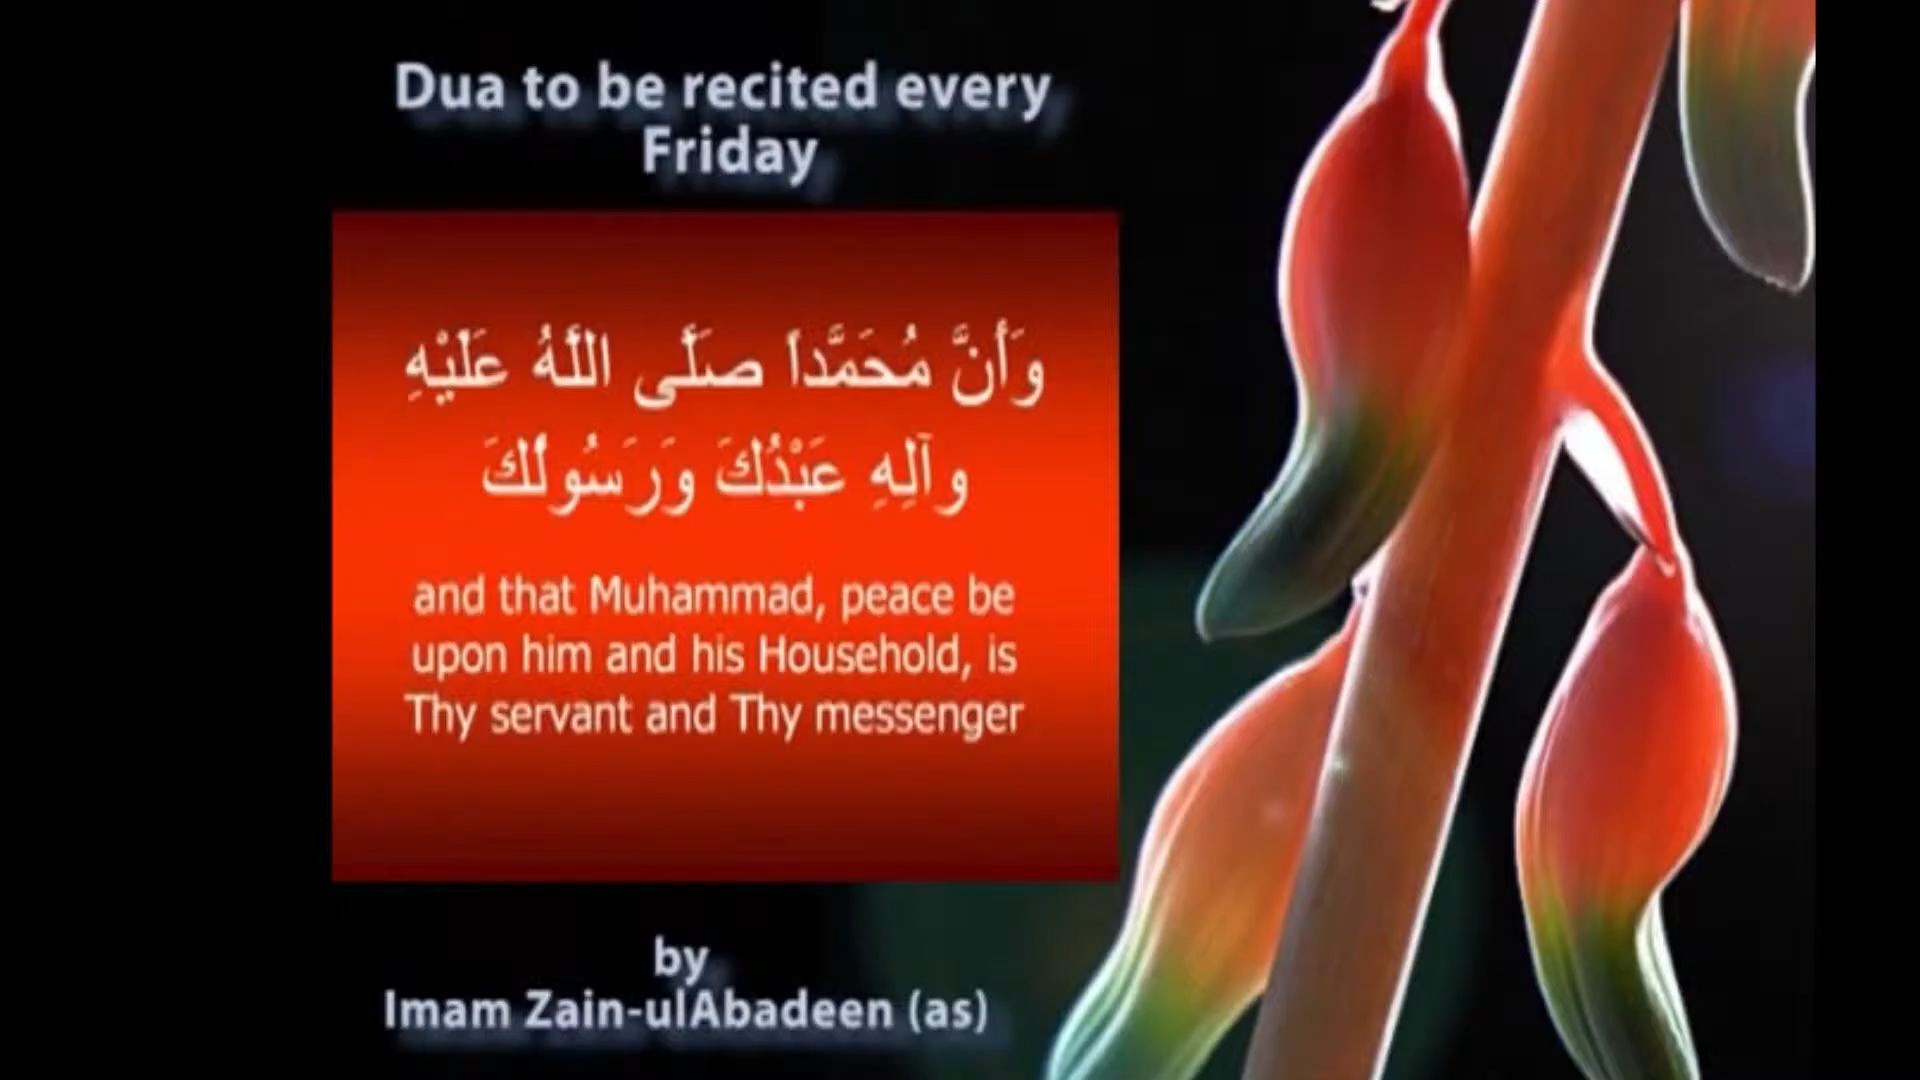 Dua to be recited every
Friday
وَأَنَّ مُحَمَّداً صَلَّى اللَّهُ عَلَيْهِ
وآلِهِ عَبْدُكَ وَرَسُولُكَ
and that Muhammad, peace be
upon him and his Household, is
Thy servant and Thy messenger
by
Imam Zain-ulAbadeen (as)